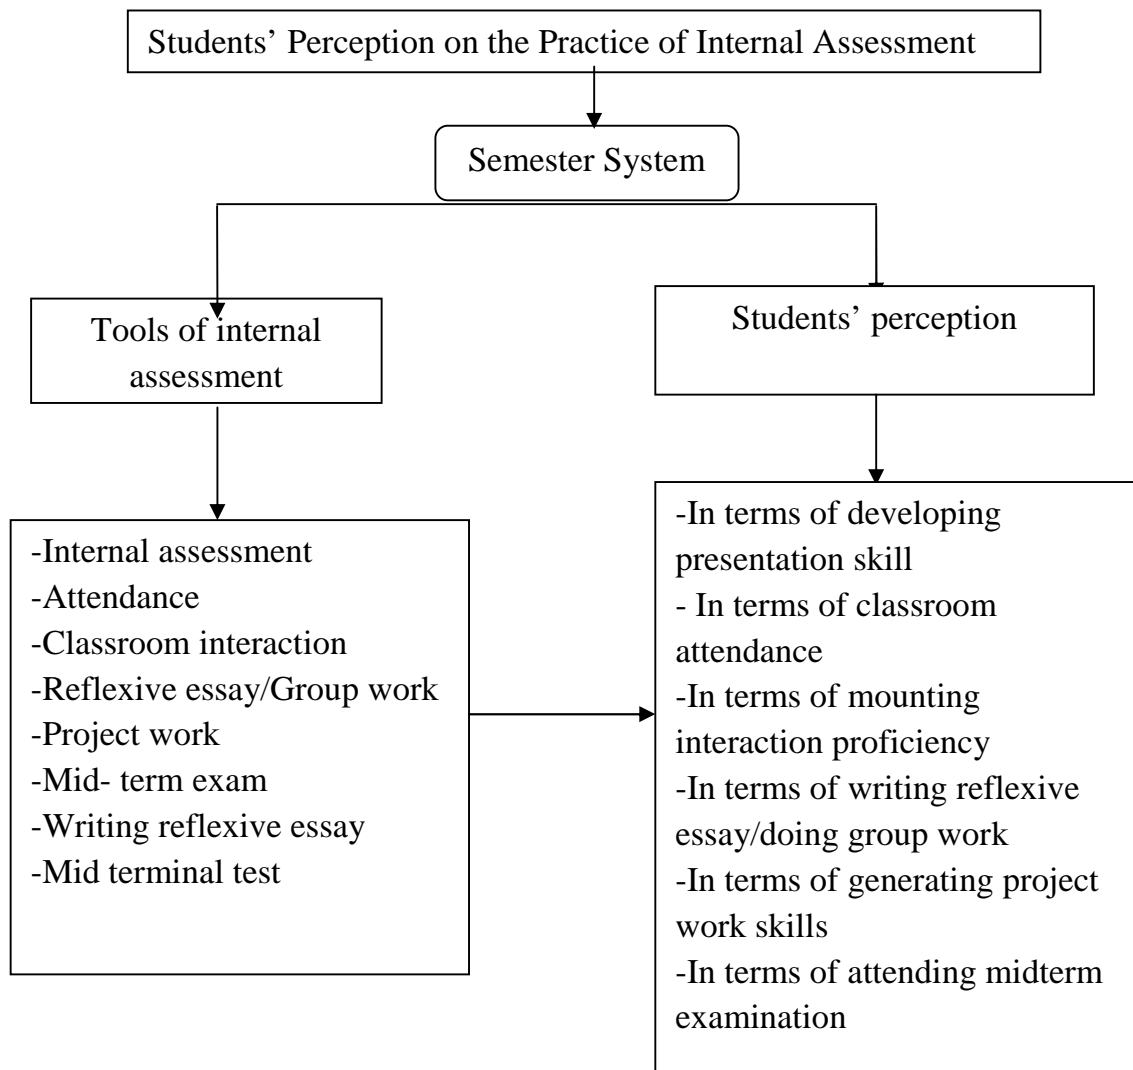 Students’ Perception on the Practice of Internal Assessment
Semester System
Tools of internal
assessment
Students’ perception
-Internal assessment
-Attendance
-Classroom interaction
-Reflexive essay/Group work
-Project work
-Mid- term exam
-Writing reflexive essay
-Mid terminal test
-In terms of developing
presentation skill
- In terms of classroom
attendance
-In terms of mounting
interaction proficiency
-In terms of writing reflexive
essay/doing group work
-In terms of generating project
work skills
-In terms of attending midterm
examination